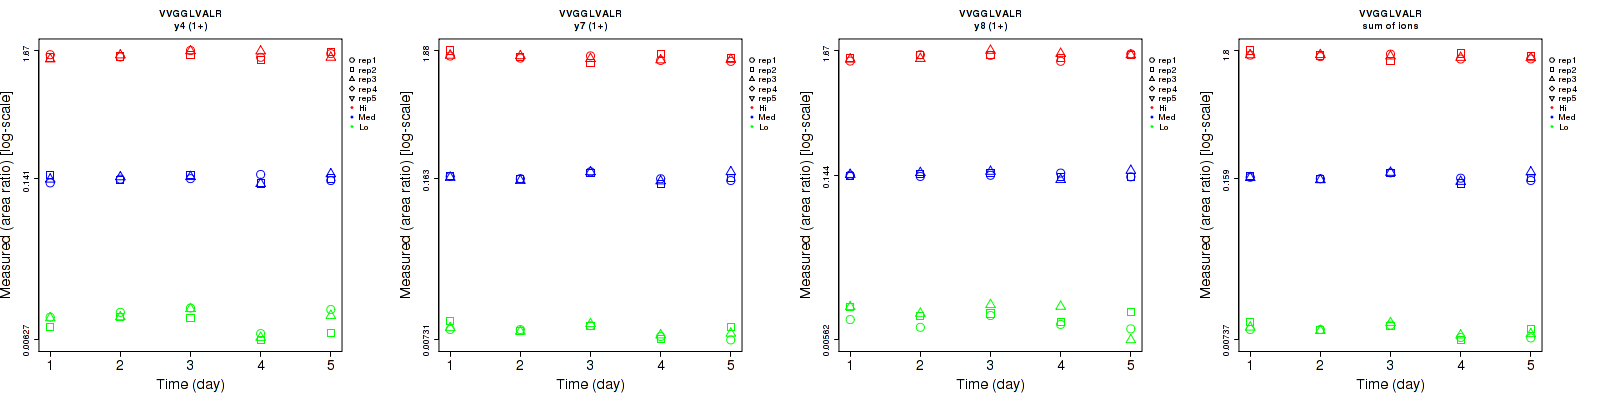 VVGGLVALR
y4 (1+)
1.67
0.141
0.00627
Measured (area ratio) [log-scale]
1 2 3 4 5
Time (day)
rep1
rep2
rep3
rep4
rep5
Hi
Med
Lo
VVGGLVALR
y7 (1+)
1.88
0.163
0.00731
Measured (area ratio) [log-scale]
1 2 3 4 5
Time (day)
rep1
rep2
rep3
rep4
rep5
Hi
Med
Lo
VVGGLVALR
y8 (1+)
1.67
0.144
0.00562
Measured (area ratio) [log-scale]
1 2 3 4 5
Time (day)
rep1
rep2
rep3
rep4
rep5
Hi
Med
Lo
VVGGLVALR
sum of ions
1.8
0.159
0.00737
Measured (area ratio) [log-scale]
1 2 3 4 5
Time (day)
rep1
rep2
rep3
rep4
rep5
Hi
Med
Lo